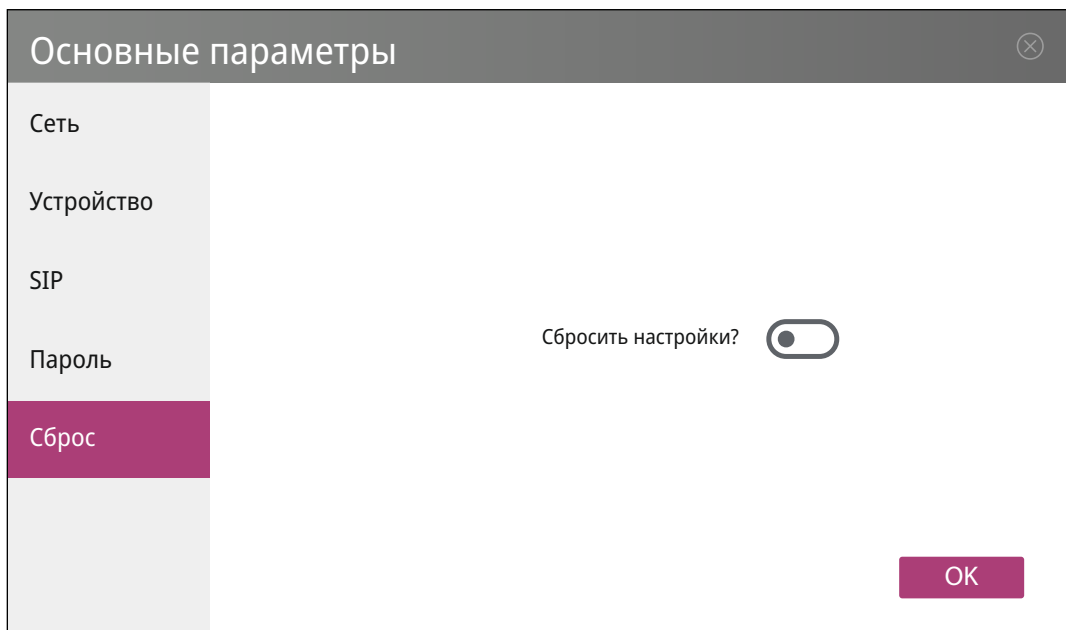 Основные параметры
Сеть
Устройство
SIP
Сбросить настройки?
Пароль
Сброс
OK